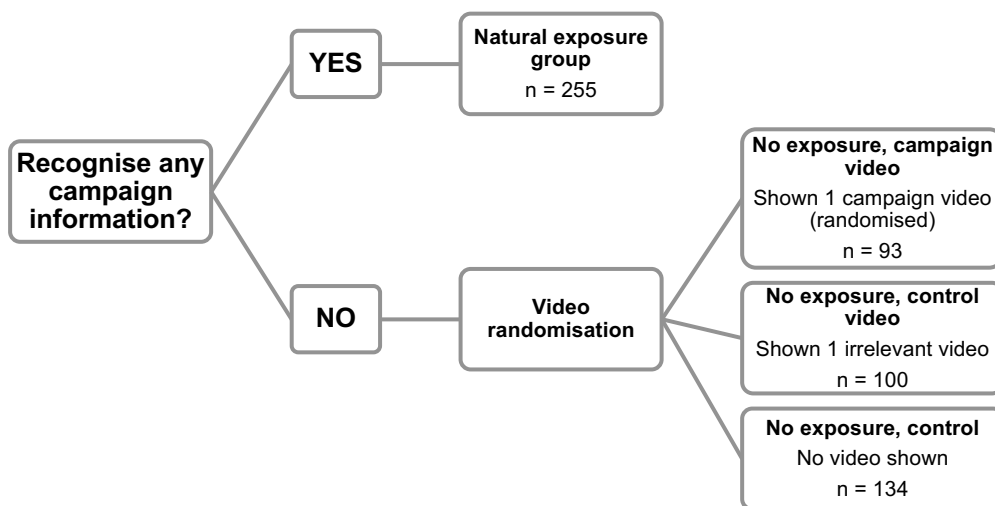 Recognise any
campaign
information?
YES
Natural exposure
group
n = 255
NO
Video
randomisation
No exposure, campaign
video
Shown 1 campaign video
(randomised)
n = 93
No exposure, control
video
Shown 1 irrelevant video
n = 100
No exposure, control
No video shown
n = 134